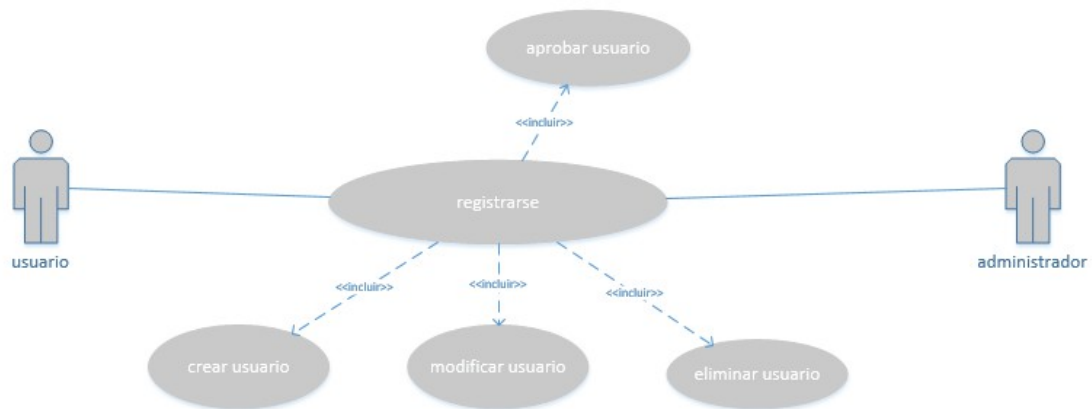 aprobar usuario
<<incluir>>
registrarse
usuario
administrador
<<incluir>>
<<incluir>>
<<incluir>>
crear usuario
modificar usuario
eliminar usuario